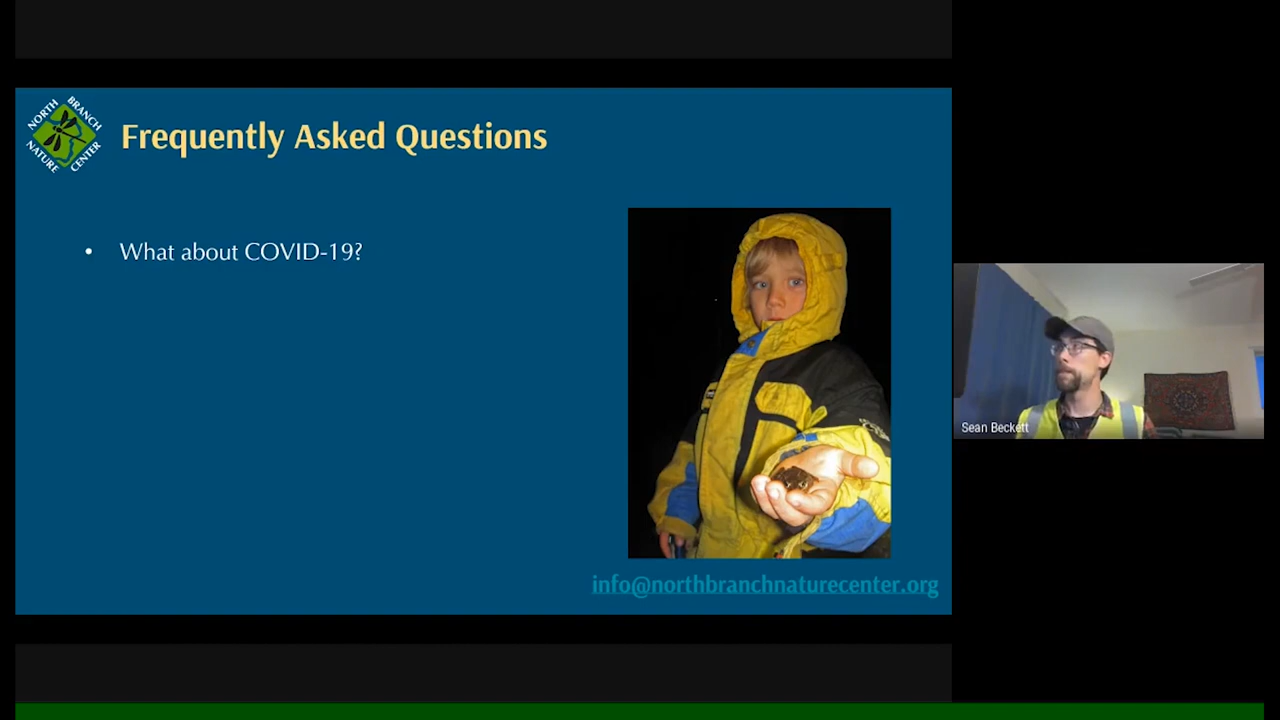 NORTH BRANCH
NATURE CENTER
Frequently Asked Questions
• What about COVID-19?
Sean Beckett
info@northbranchnaturecenter.org